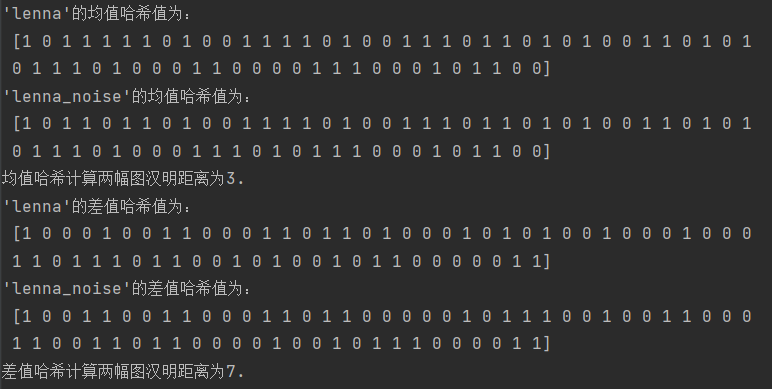 'lenna'的均值哈希值为:
[1 0 1 1 1 1 1 0 1 0 0 1 1 1 1 0 1 0 0 1 1 1 0 1 1 0 1 0 1 0 0 1 1 0 1 0 1
0 1 1 1 0 1 0 0 0 1 1 0 0 0 0 1 1 1 0 0 0 1 0 1 1 0 0]
'lenna_noise'的均值哈希值为:
[1 0 1 1 0 1 1 0 1 0 0 1 1 1 1 0 1 0 0 1 1 1 0 1 1 0 1 0 1 0 0 1 1 0 1 0 1
0 1 1 1 0 1 0 0 0 1 1 1 0 1 0 1 1 1 0 0 0 1 0 1 1 0 0]
均值哈希计算两幅图汉明距离为3.
'lenna'的差值哈希值为:
[1 0 0 0 1 0 0 1 1 0 0 0 1 1 0 1 1 0 1 0 0 0 1 0 1 0 1 0 0 1 0 0 0 1 0 0 0
1 1 0 1 1 1 0 1 1 0 0 1 0 1 0 0 1 0 1 1 0 0 0 0 0 1 1]
'lenna_noise'的差值哈希值为:
[1 0 0 1 1 0 0 1 1 0 0 0 1 1 0 1 1 0 0 0 0 0 1 0 1 1 1 0 0 1 0 0 1 1 0 0 0
1 1 0 0 1 1 0 1 1 0 0 0 0 1 0 0 1 0 1 1 1 0 0 0 0 1 1]
差值哈希计算两幅图汉明距离为7.